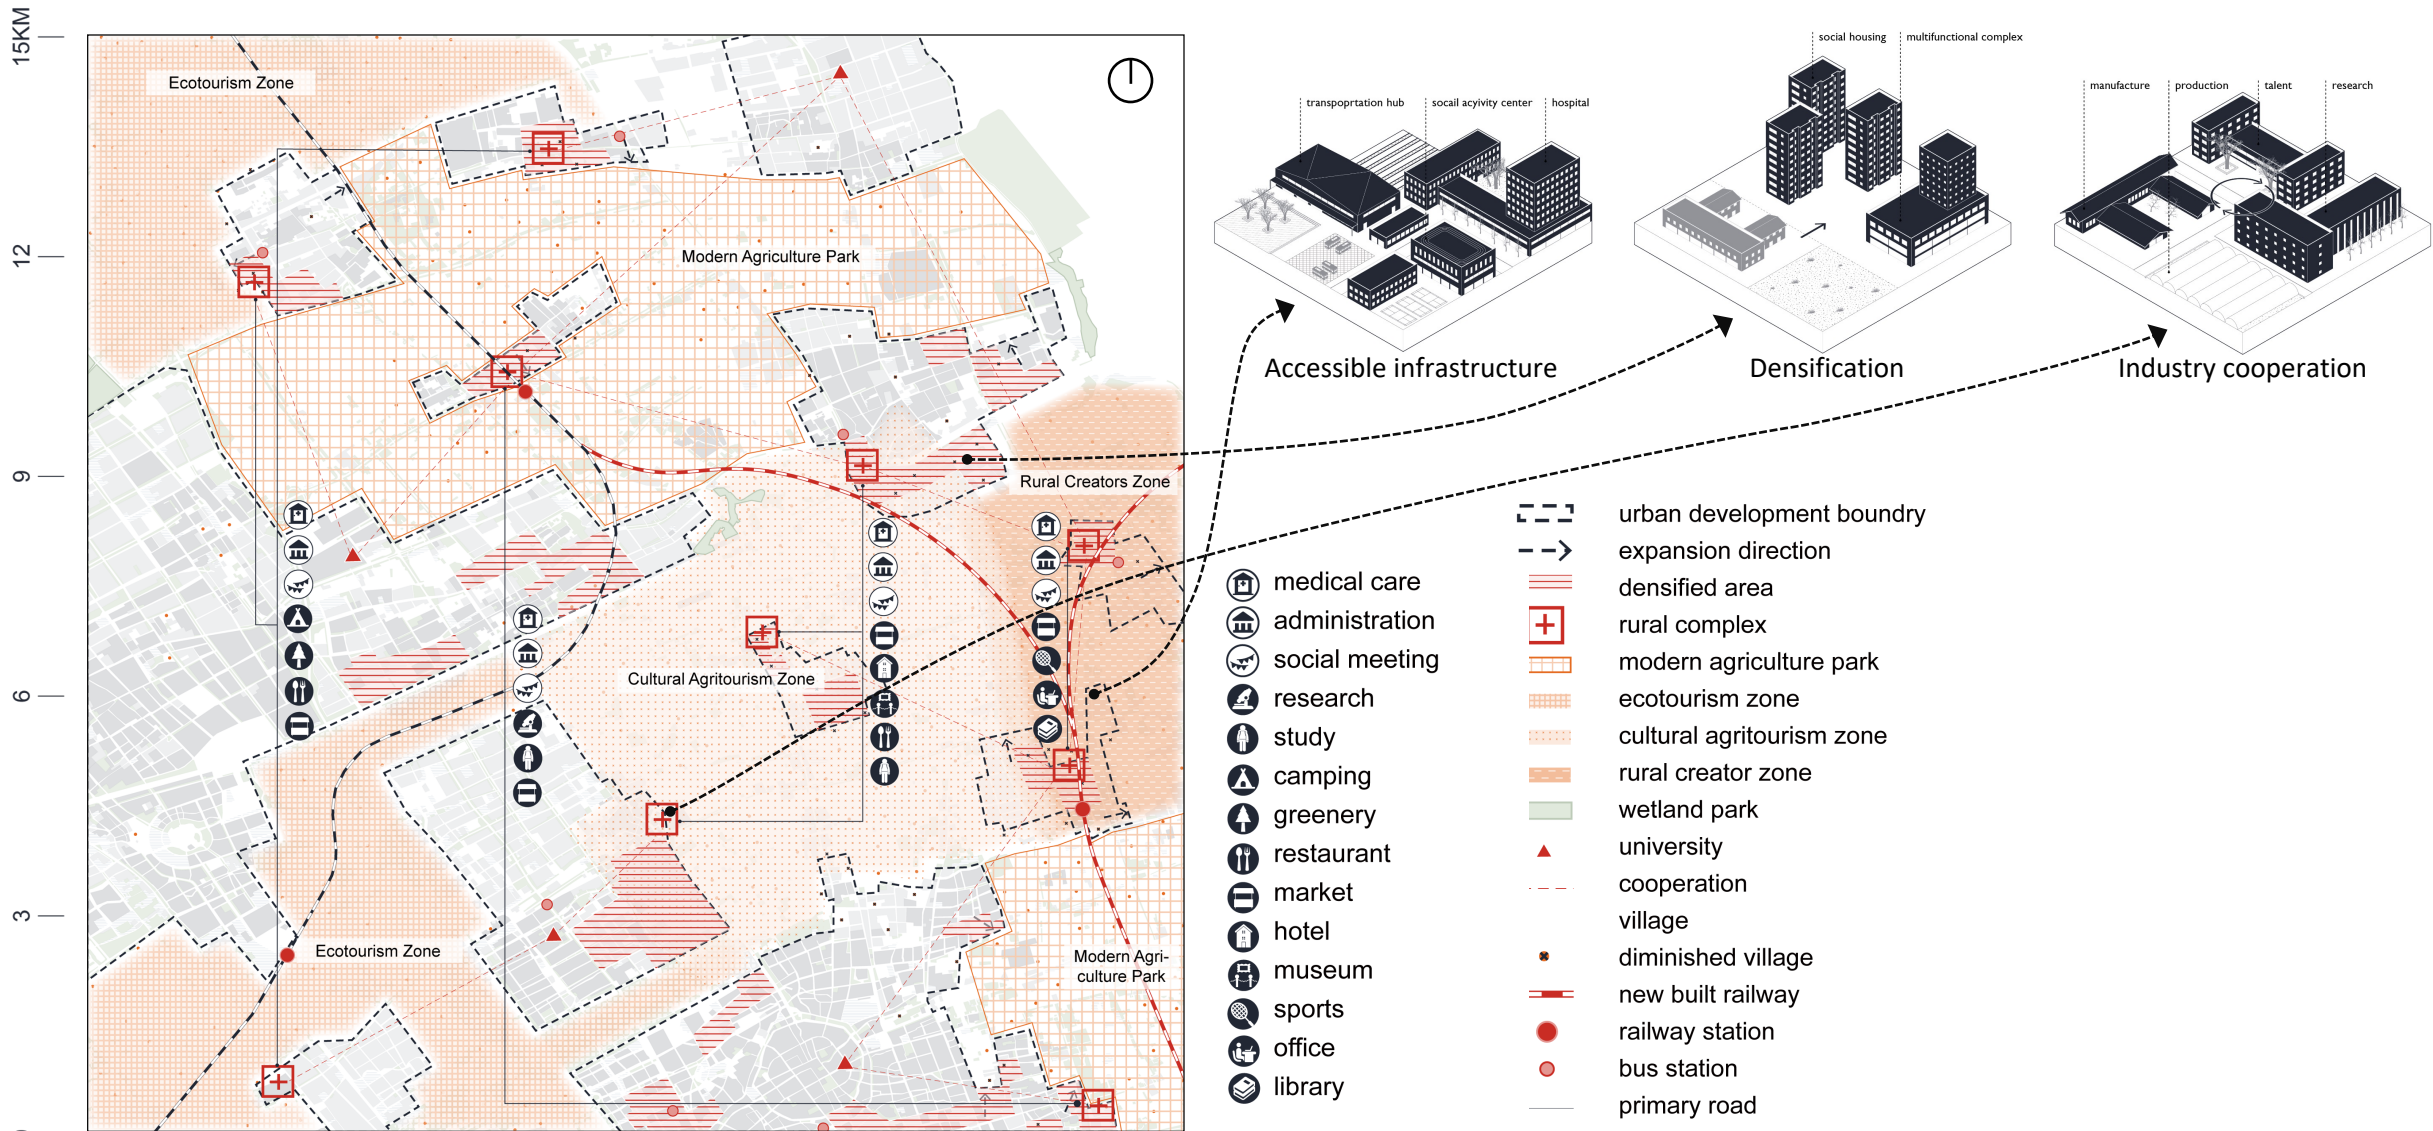 15KM
12
9
6
3
Ecotourism Zone
Modern Agriculture Park
Rural Creators Zone
Cultural Agritourism Zone
Ecotourism Zone
Modern Agri-
culture Park
transpoprtation hub
socail acyivity center
hospital
Accessible infrastructure
social housing
multifunctional complex
Densification
manufacture
production
talent
research
Industry cooperation
medical care
administration
social meeting
research
study
camping
greenery
restaurant
market
hotel
museum
sports
office
library
urban development boundry
expansion direction
densified area
rural complex
modern agriculture park
ecotourism zone
cultural agritourism zone
rural creator zone
wetland park
university
cooperation
village
diminished village
new built railway
railway station
bus station
primary road